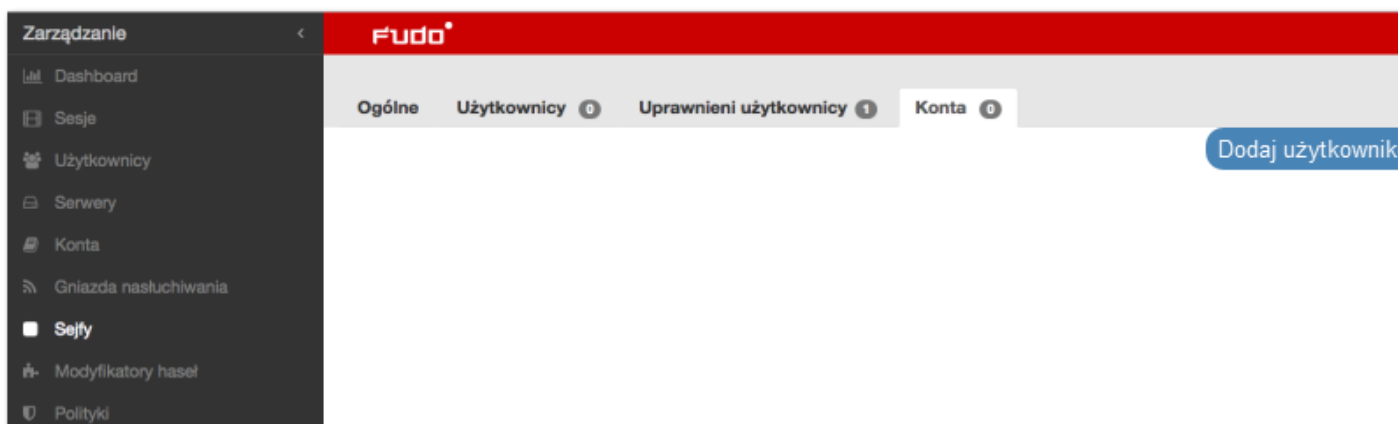 Zarządzanie
Fudo
Dashboard
Sesje
Użytkownicy
Serwery
Konta
Gniazda nasłuchiwania
Sejfy
Modyfikatory haseł
Polityki
Ogólne Użytkownicy 0 Uprawnieni użytkownicy 1 Konta 0
Dodaj użytkownik